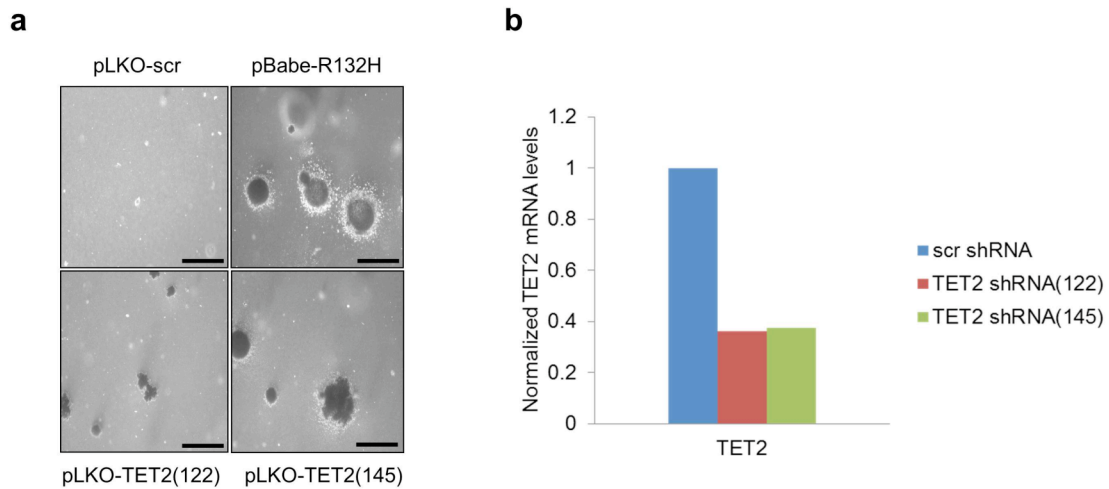 a
pLKO-scr
pBabe-R132H
pLKO-TET2(122)
pLKO-TET2(145)
b
Normalized TET2 mRNA levels
1.2
1
0.8
0.6
0.4
0.2
0
TET2
scr shRNA
TET2 shRNA(122)
TET2 shRNA(145)